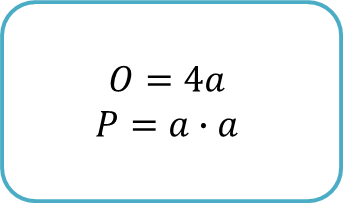 O = 4a
P = a · a